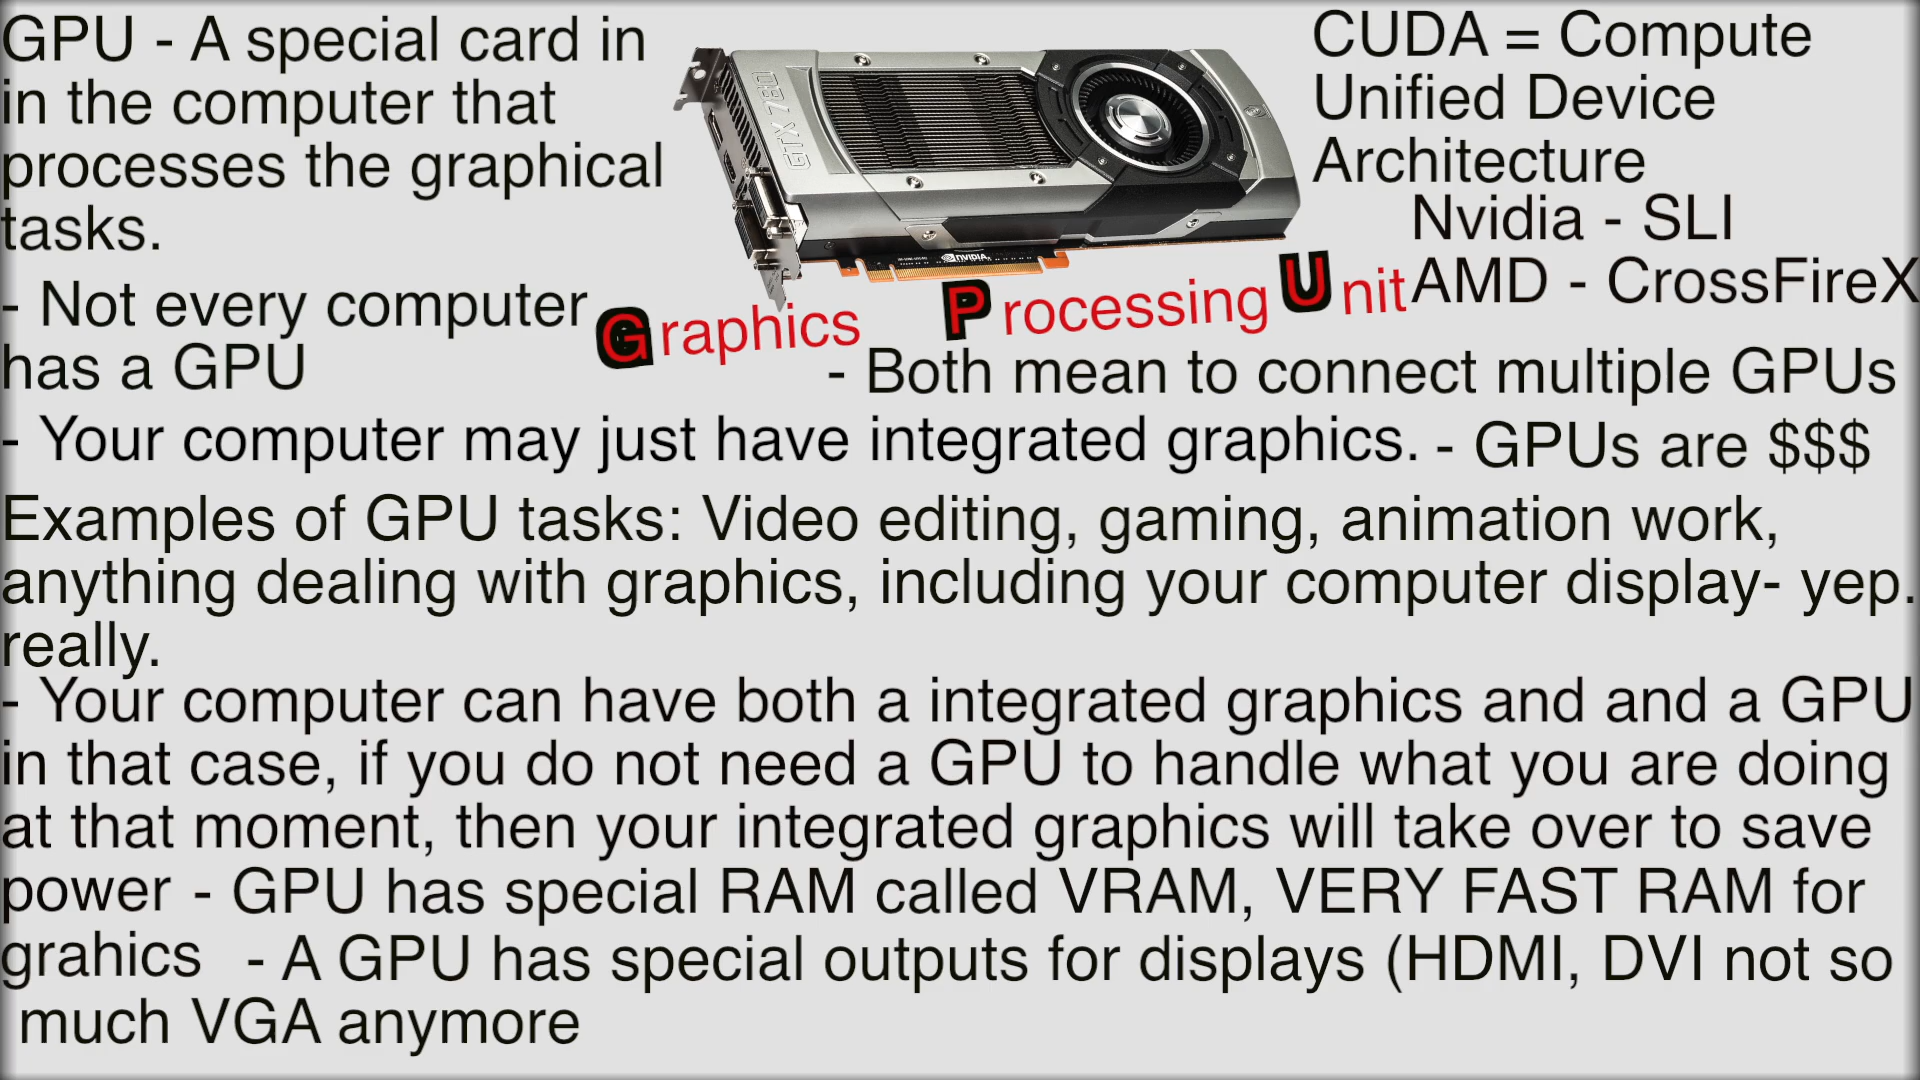 GPU - A special card in
in the computer that
processes the graphical
tasks.
- Not every computer
has a GPU
GTX 780
NVIDIA
Graphics Processing Unit
CUDA = Compute
Unified Device
Architecture
Nvidia - SLI
AMD - CrossFireX
- Both mean to connect multiple GPUs
- Your computer may just have integrated graphics. - GPUs are $$$
Examples of GPU tasks: Video editing, gaming, animation work,
anything dealing with graphics, including your computer display- yep.
really.
- Your computer can have both a integrated graphics and and a GPU
in that case, if you do not need a GPU to handle what you are doing
at that moment, then your integrated graphics will take over to save
power - GPU has special RAM called VRAM, VERY FAST RAM for
grahics - A GPU has special outputs for displays (HDMI, DVI not so
much VGA anymore